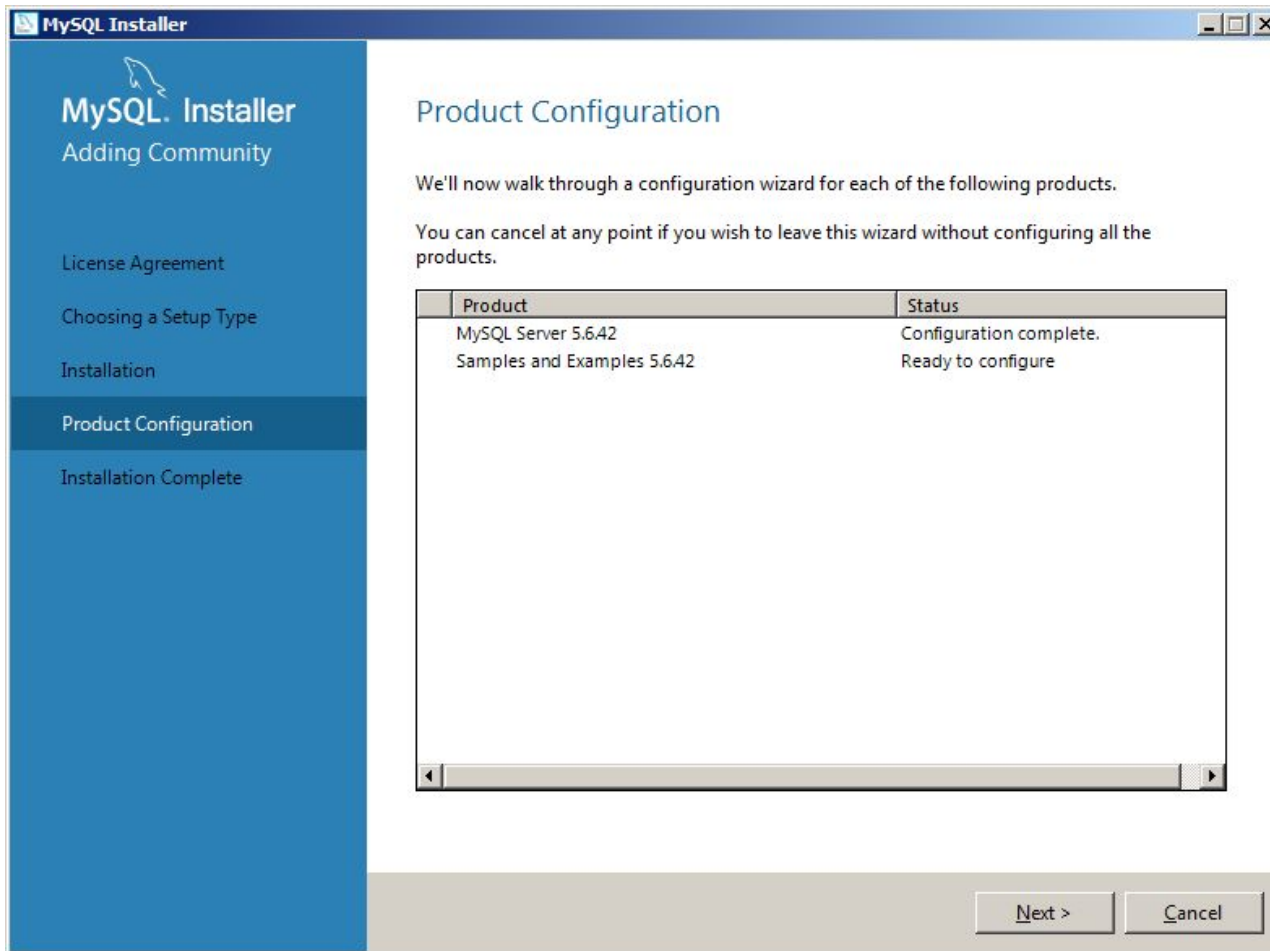 MySQL Installer
MySQL. Installer
Adding Community
License Agreement
Choosing a Setup Type
Installation
Product Configuration
Installation Complete
Product Configuration
We'll now walk through a configuration wizard for each of the following products.
You can cancel at any point if you wish to leave this wizard without configuring all the
products.
Product Status
MySQL Server 5.6.42 Configuration complete.
Samples and Examples 5.6.42 Ready to configure
Next > Cancel